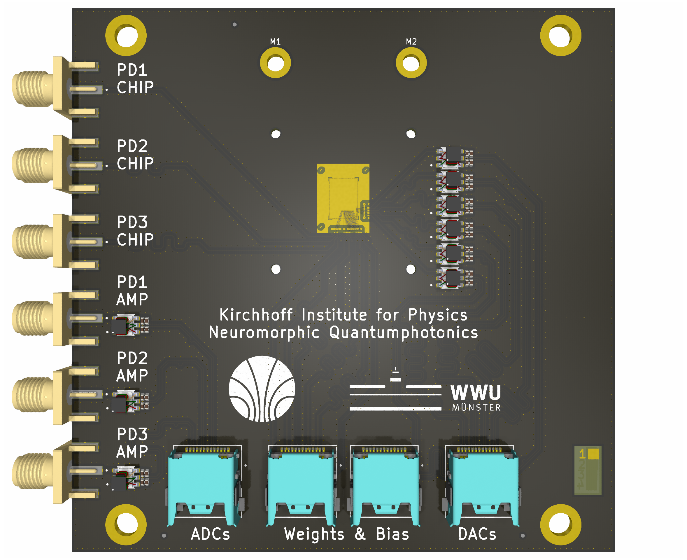 M1
M2
PD1
CHIP
PD2
CHIP
PD3
CHIP
PD1
AMP
Kirchhoff Institute for Physics
Neuromorphic Quantumphotonics
PD2
AMP
WWU
MÜNSTER
PD3
AMP
1
ADCs
Weights & Bias
DACs